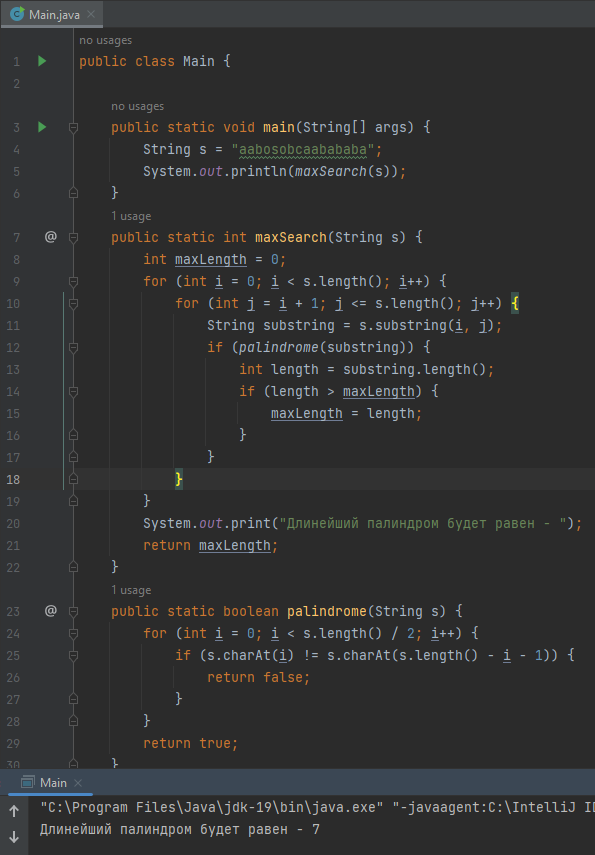 Main.java
no usages
1 public class Main {
2
no usages
3 public static void main(String[] args) {
4 String s = "aabosobcaabababa";
5 System.out.println(maxSearch(s));
6 }
1 usage
7 @ public static int maxSearch(String s) {
8 int maxLength = 0;
9 for (int i = 0; i < s.length(); i++) {
10 for (int j = i + 1; j <= s.length(); j++) {
11 String substring = s.substring(i, j);
12 if (palindrome(substring)) {
13 int length = substring.length();
14 if (length > maxLength) {
15 maxLength = length;
16 }
17 }
18 }
19 }
20 System.out.print("Длинейший палиндром будет равен - ");
21 return maxLength;
22 }
1 usage
23 @ public static boolean palindrome(String s) {
24 for (int i = 0; i < s.length() / 2; i++) {
25 if (s.charAt(i) != s.charAt(s.length() - i - 1)) {
26 return false;
27 }
28 }
29 return true;
30 }
Main
"C:\Program Files\Java\jdk-19\bin\java.exe" "-javaagent:C:\IntelliJ ID
Длинейший палиндром будет равен - 7